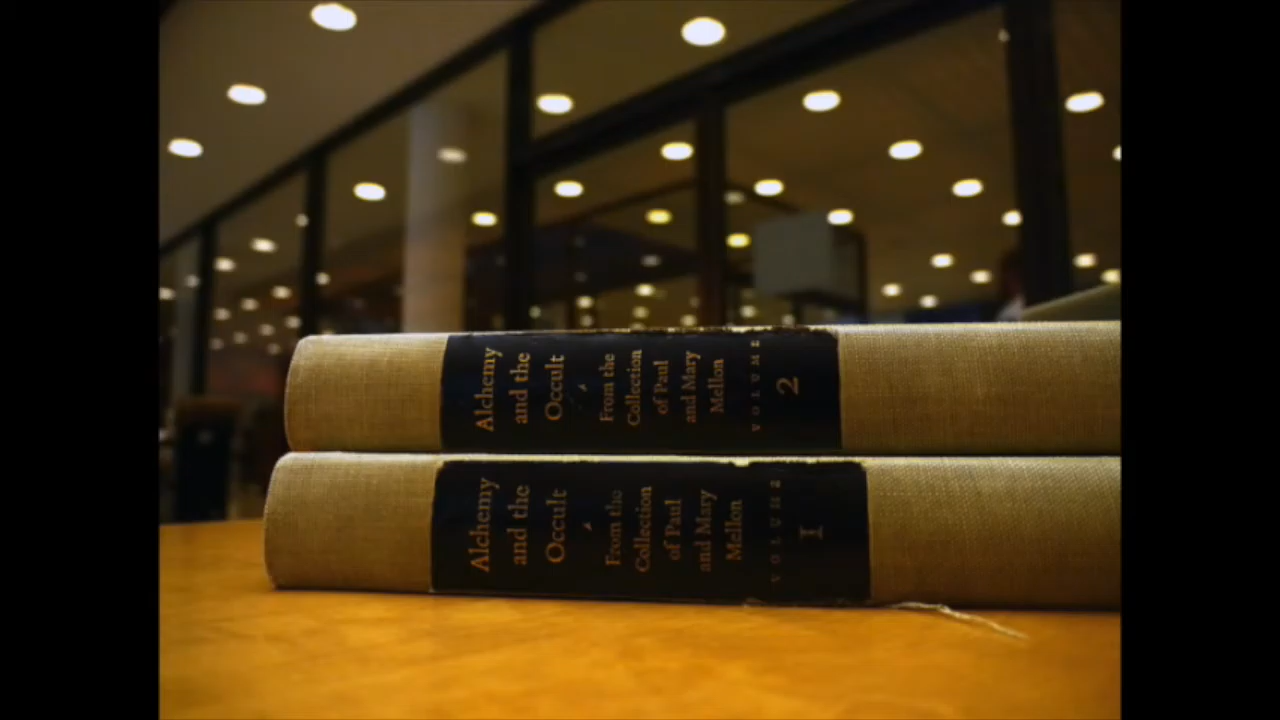 Alchemy
and the
Occult
From the
Collection
of Paul
and Mary
Mellon
VOLUME
2
Alchemy
and the
Occult
From the
Collection
of Paul
and Mary
Mellon
VOLUME
I